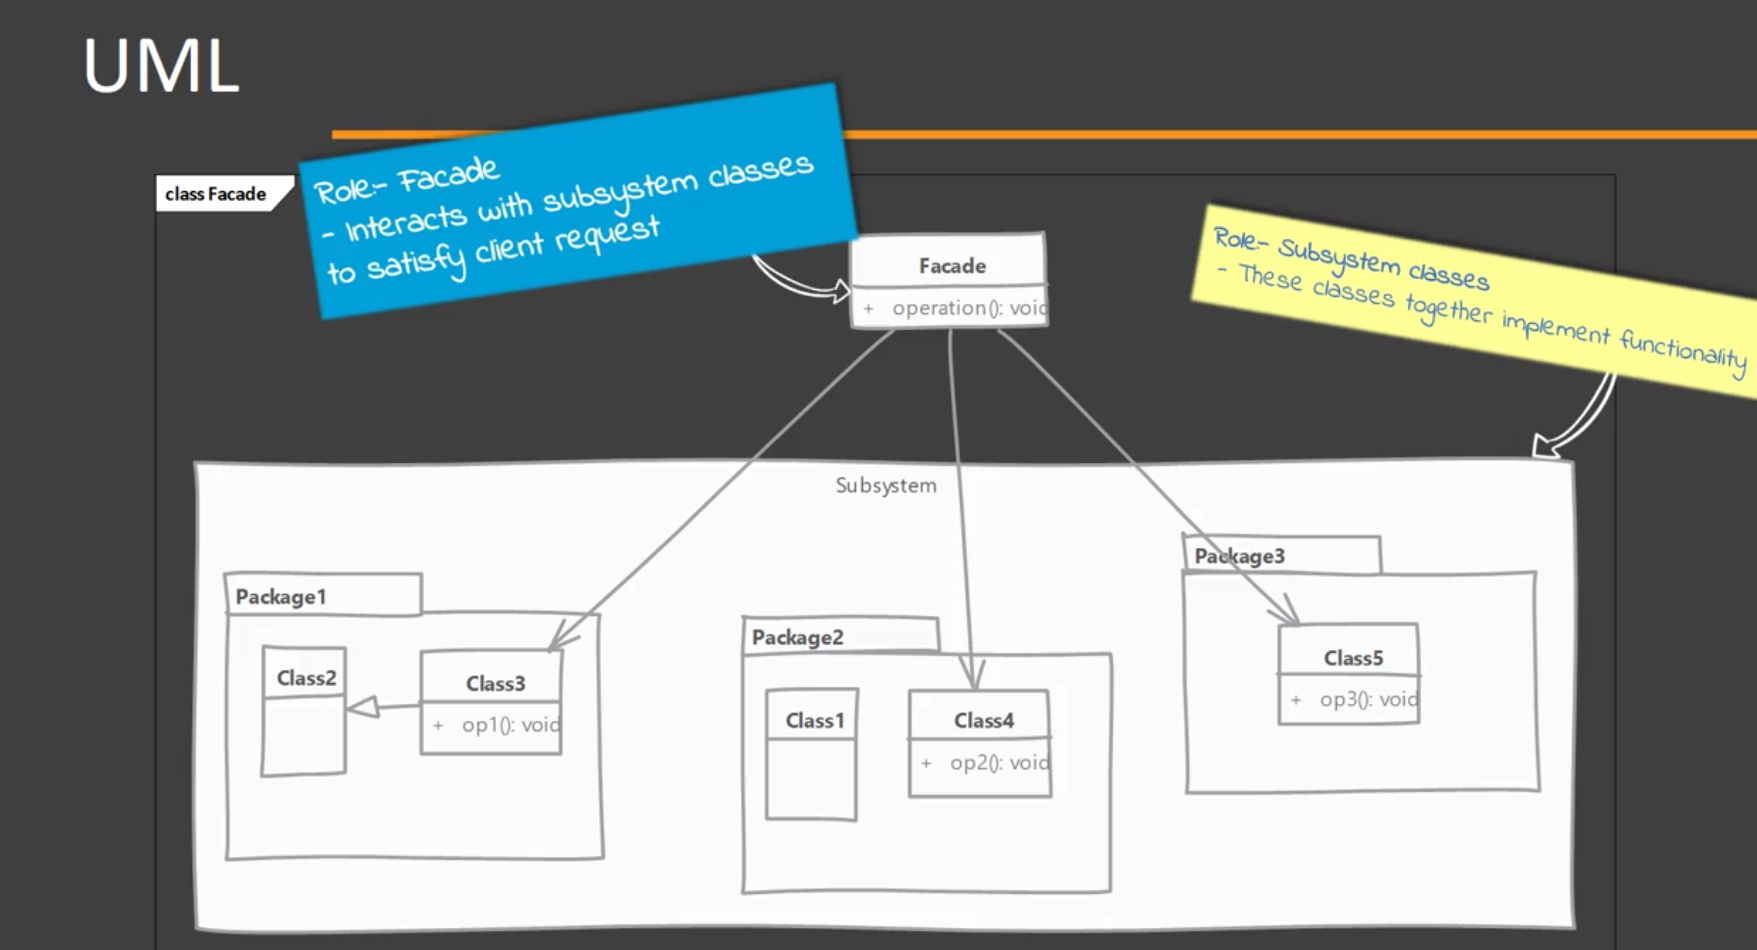 UML
class Facade
Role:- Facade
- Interacts with subsystem classes
to satisfy client request
Facade
+ operation(): void
Role:- Subsystem classes
- These classes together implement functionality
Subsystem
Package1
Class2
Class3
+ op1(): void
Package2
Class1
Class4
+ op2(): void
Package3
Class5
+ op3(): void